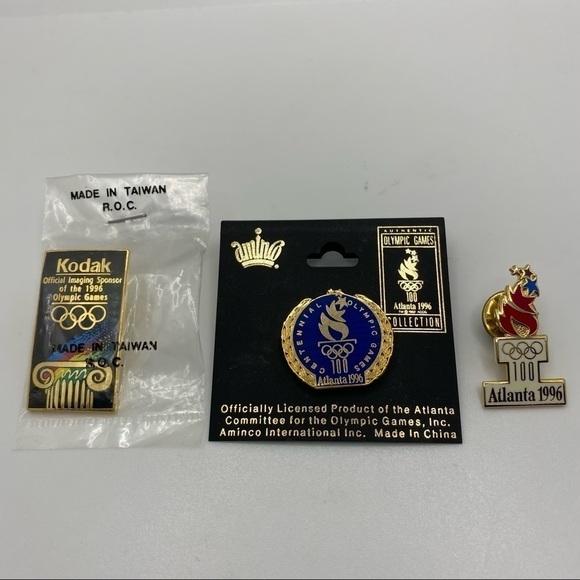 MADE IN TAIWAN
R.O.C.
Kodak
Official Imaging Sponsor
of the 1996
Olympic Games
MADE IN TAIWAN
R.O.C.
aminco
AUTHENTIC
OLYMPIC GAMES
100
Atlanta 1996
COLLECTION
CENTENNIAL OLYMPIC GAMES
100
Atlanta 1996
Officially Licensed Product of the Atlanta
Committee for the Olympic Games, Inc.
Aminco International Inc. Made In China
100
Atlanta 1996